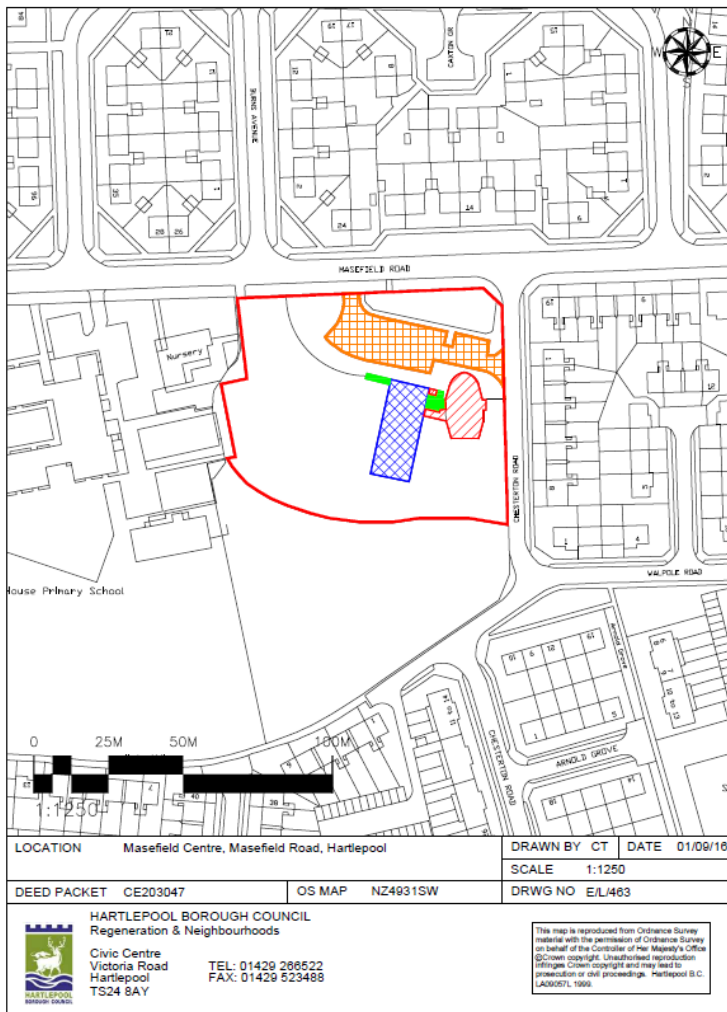 N
W
E
S
CAXTON GR
BURNS AVENUE
MASEFIELD ROAD
Nursery
CHESTERTON ROAD
WALPOLE ROAD
House Primary School
Arnold Grove
ARNOLD GROVE
CHESTERTON ROAD
0 25M 50M 100M
1:1250
LOCATION Masefield Centre, Masefield Road, Hartlepool
DRAWN BY CT DATE 01/09/16
SCALE 1:1250
DEED PACKET CE203047 OS MAP NZ4931SW DRWG NO E/L/463
HARTLEPOOL BOROUGH COUNCIL
Regeneration & Neighbourhoods
Civic Centre
Victoria Road TEL: 01429 266522
Hartlepool FAX: 01429 523488
TS24 8AY
HARTLEPOOL
BOROUGH COUNCIL
This map is reproduced from Ordnance Survey
material with the permission of Ordnance Survey
on behalf of the Controller of Her Majesty's Office
©Crown copyright. Unauthorised reproduction
infringes Crown copyright and may lead to
prosecution or civil proceedings. Hartlepool B.C.
LA09057L 1999.